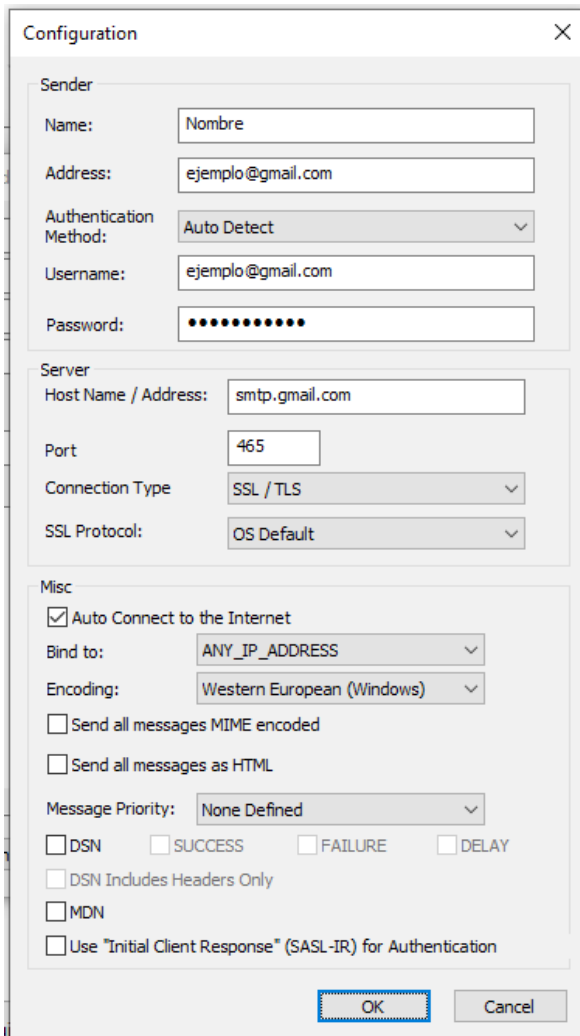 Configuration
Sender
Name: Nombre
Address: ejemplo@gmail.com
Authentication Method: Auto Detect
Username: ejemplo@gmail.com
Password: •••••••••••
Server
Host Name / Address: smtp.gmail.com
Port 465
Connection Type SSL / TLS
SSL Protocol: OS Default
Misc
Auto Connect to the Internet
Bind to: ANY_IP_ADDRESS
Encoding: Western European (Windows)
Send all messages MIME encoded
Send all messages as HTML
Message Priority: None Defined
DSN SUCCESS FAILURE DELAY
DSN Includes Headers Only
MDN
Use "Initial Client Response" (SASL-IR) for Authentication
OK Cancel